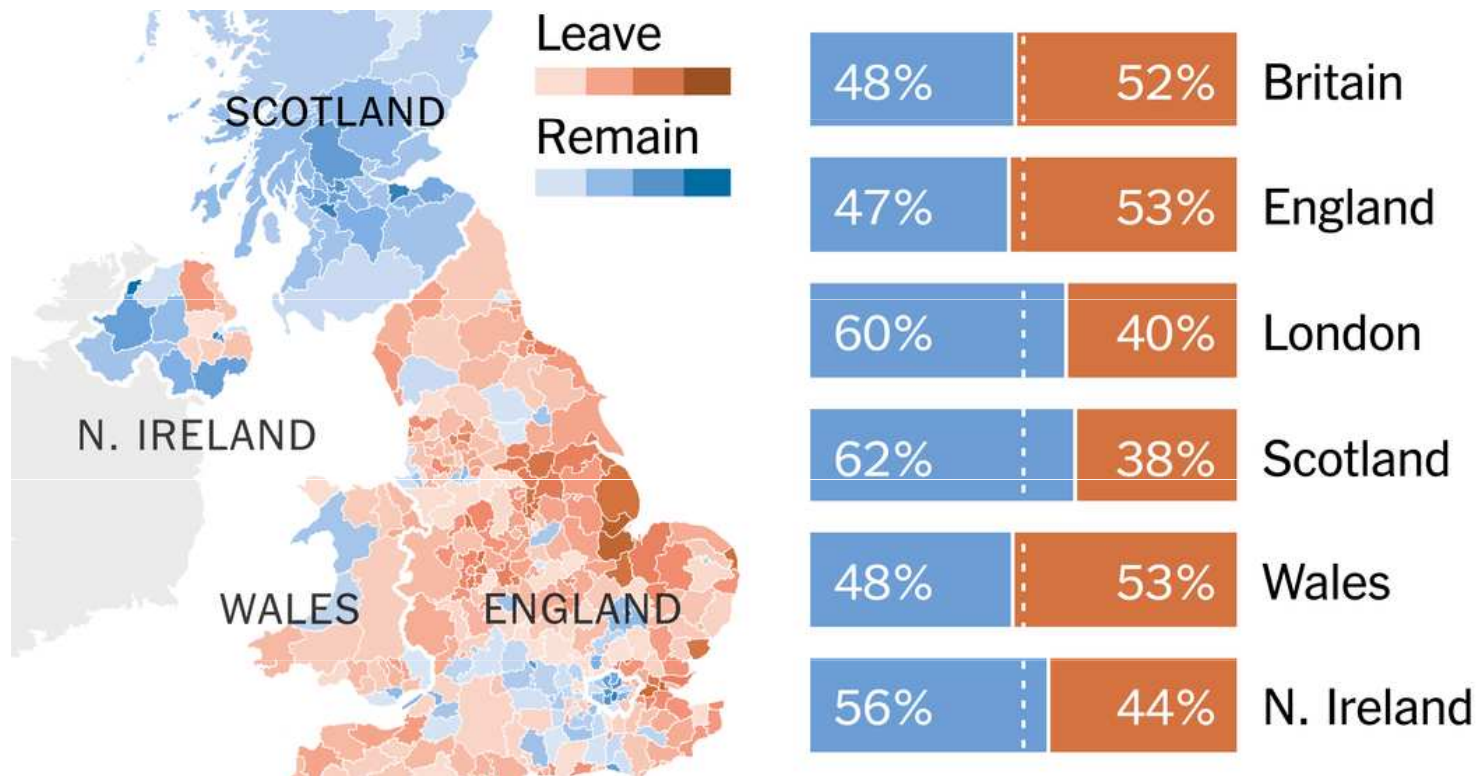 Leave
SCOTLAND
Remain
N. IRELAND
WALES
ENGLAND
48% 52% Britain
47% 53% England
60% 40% London
62% 38% Scotland
48% 53% Wales
56% 44% N. Ireland